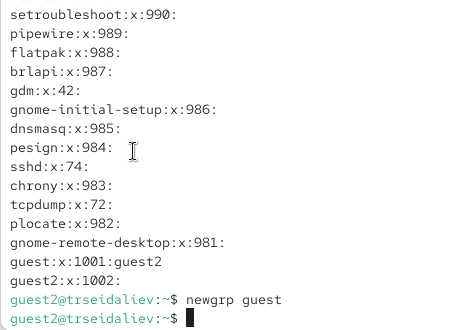 setroubleshoot:x:990:
pipewire:x:989:
flatpak:x:988:
brlapi:x:987:
gdm:x:42:
gnome-initial-setup:x:986:
dnsmasq:x:985:
pesign:x:984:
sshd:x:74:
chrony:x:983:
tcpdump:x:72:
plocate:x:982:
gnome-remote-desktop:x:981:
guest:x:1001:guest2
guest2:x:1002:
guest2@trseidaliev:~$ newgrp guest
guest2@trseidaliev:~$